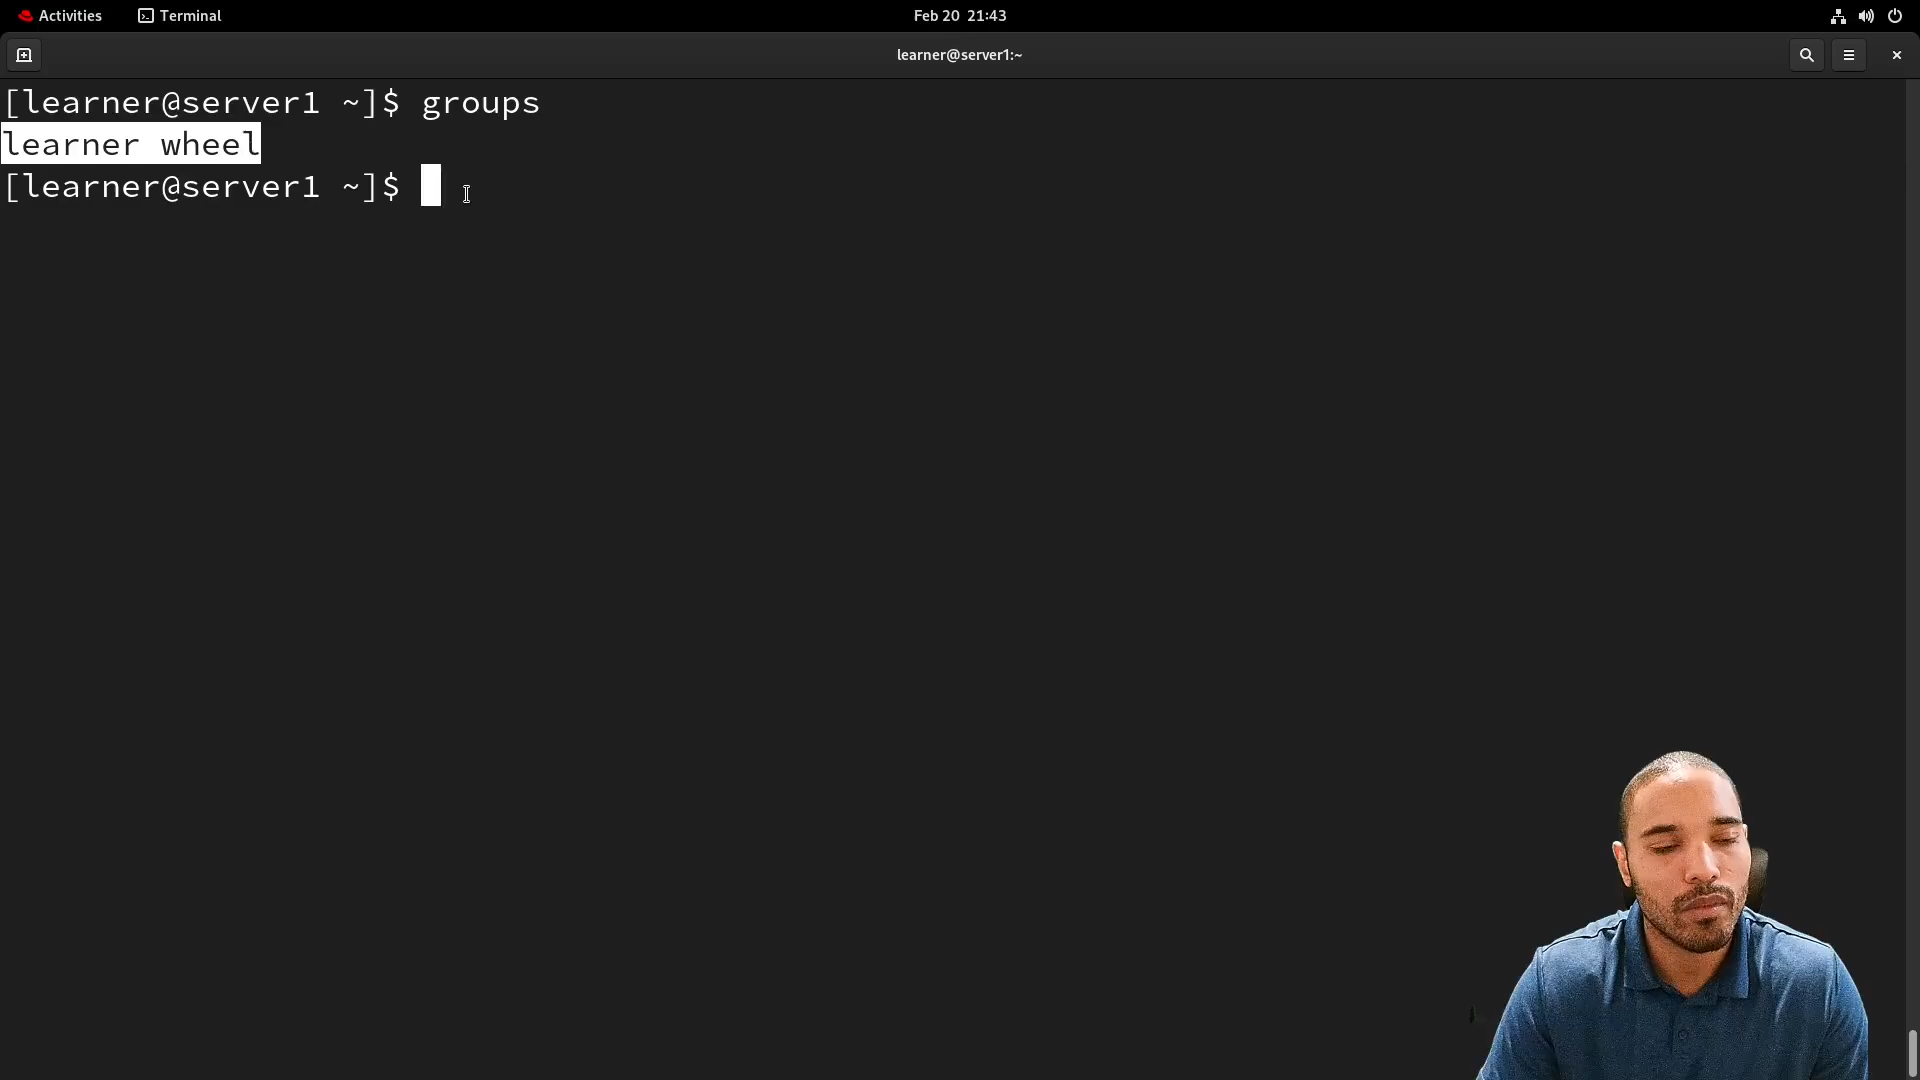 Activities Terminal Feb 20 21:43
learner@server1:~
[learner@server1 ~]$ groups
learner wheel
[learner@server1 ~]$